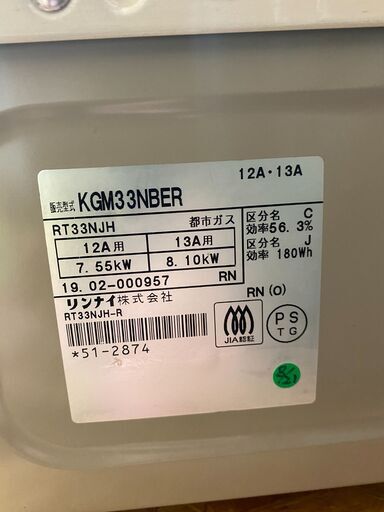 販売型式
KGM33NBER
12A・13A
RT33NJH 都市ガス
12A用 13A用
7.55kW 8.10kW
19.02-000957 RN
区分名 C
効率56.3%
区分名 J
効率 180Wh
リンナイ株式会社
RT33NJH-R
RN(O)
*51-2874
JIA認証
PS
TG